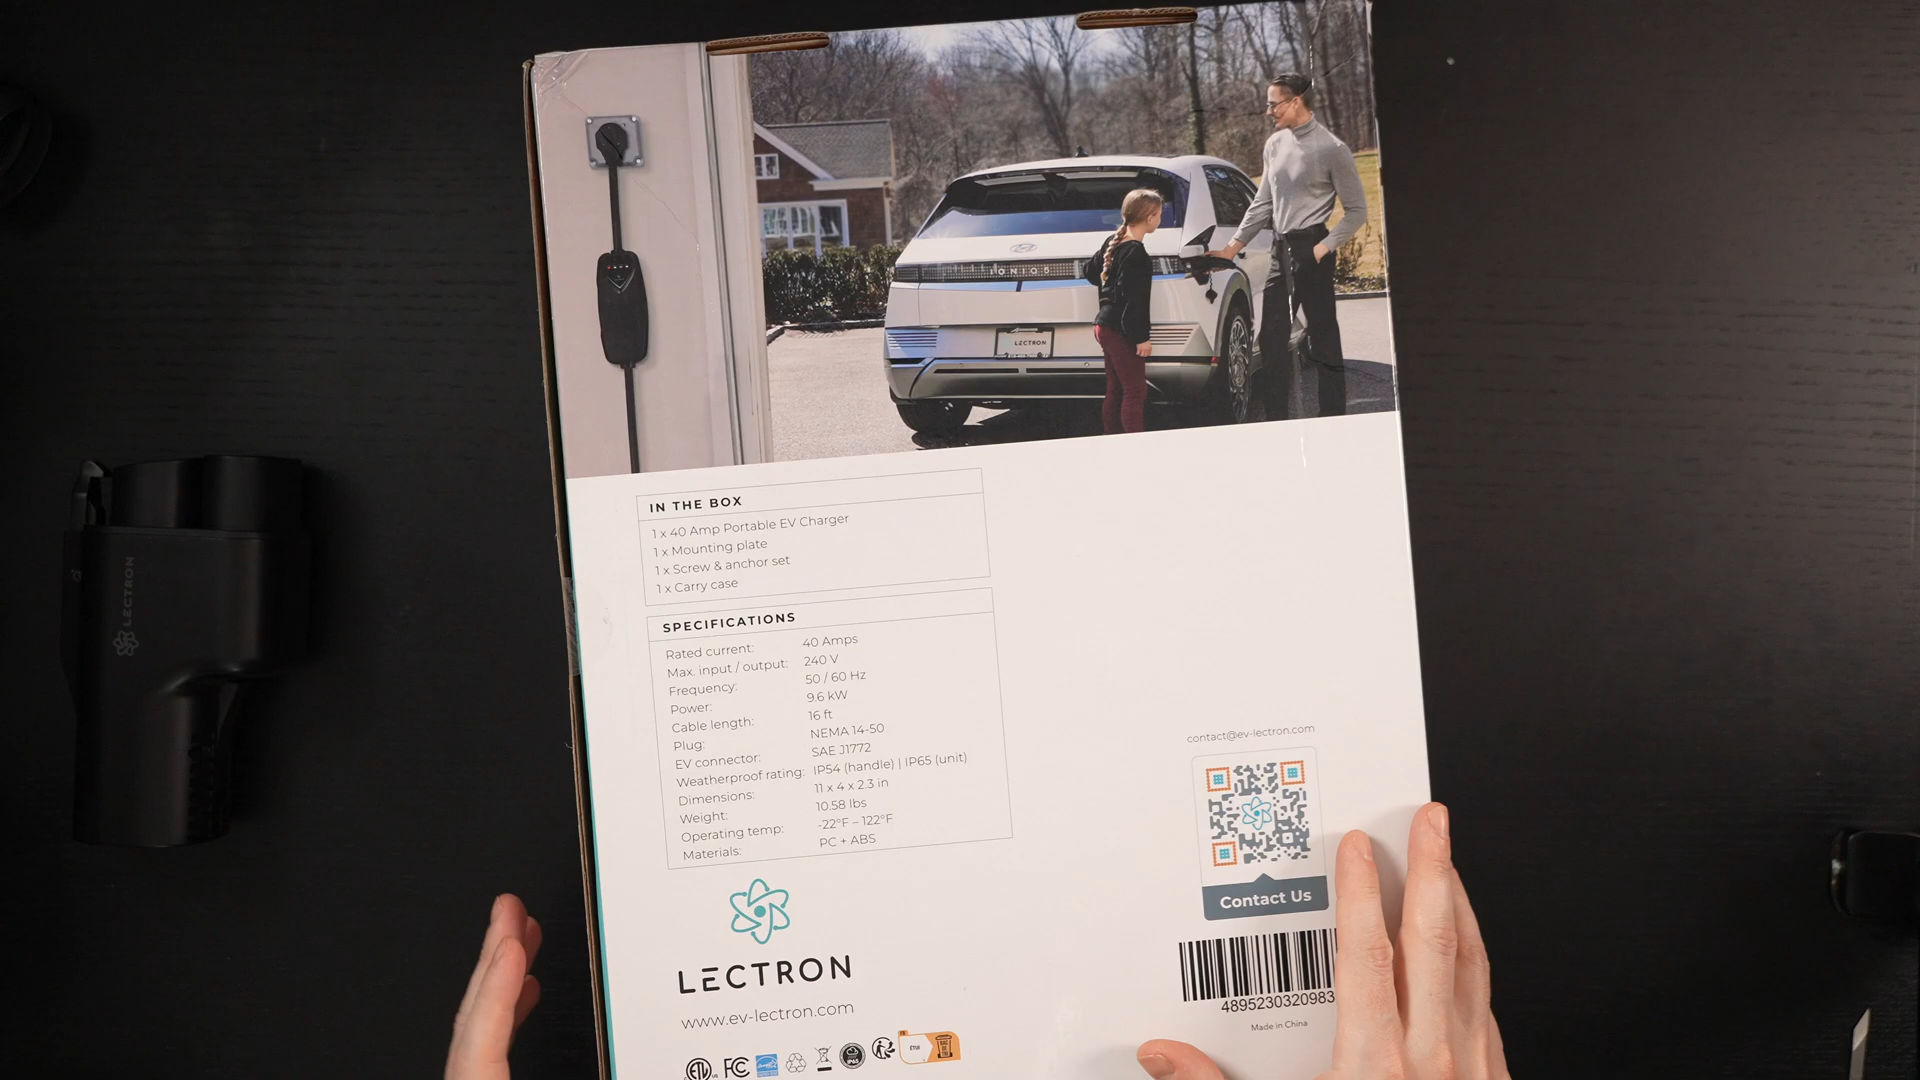 IONIQ 5
LECTRON
IN THE BOX
1 x 40 Amp Portable EV Charger
1 x Mounting plate
1 x Screw & anchor set
1 x Carry case
SPECIFICATIONS
Rated current: 40 Amps
Max. input / output: 240 V
Frequency: 50 / 60 Hz
Power: 9.6 kW
Cable length: 16 ft
Plug: NEMA 14-50
EV connector: SAE J1772
Weatherproof rating: IP54 (handle) | IP65 (unit)
Dimensions: 11 x 4 x 2.3 in
Weight: 10.58 lbs
Operating temp: -22°F – 122°F
Materials: PC + ABS
LECTRON
www.ev-lectron.com
ETL
FC
IP65
ÉTUI
contact@ev-lectron.com
Contact Us
4895230320983
Made in China
LECTRON